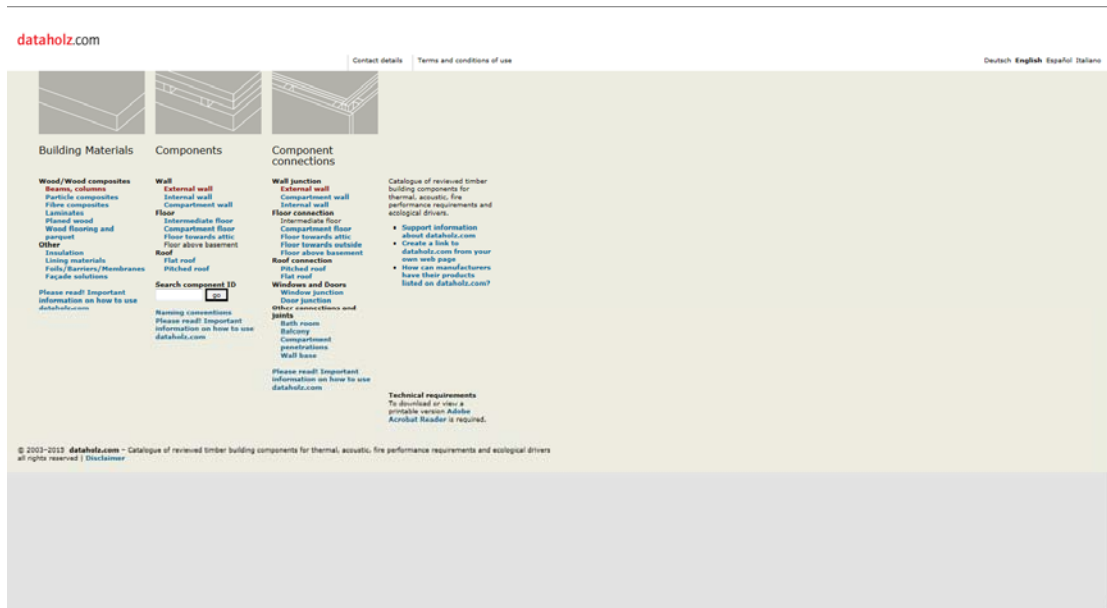 dataholz.com
Contact details
Terms and conditions of use
Deutsch English Español Italiano
Building Materials
Wood/Wood composites
Beams, columns
Particle composites
Fibre composites
Laminates
Planed wood
Wood flooring and
parquet
Other
Insulation
Lining materials
Foils/Barriers/Membranes
Façade solutions
Please read! Important
information on how to use
dataholz.com
Components
Wall
External wall
Internal wall
Compartment wall
Floor
Intermediate floor
Compartment floor
Floor towards attic
Floor above basement
Roof
Flat roof
Pitched roof
Search component ID
go
Naming conventions
Please read! Important
information on how to use
dataholz.com
Component
connections
Wall junction
External wall
Compartment wall
Internal wall
Floor connection
Intermediate floor
Compartment floor
Floor towards attic
Floor towards outside
Floor above basement
Roof connection
Pitched roof
Flat roof
Windows and Doors
Window junction
Door junction
Other connections and
joints
Bath room
Balcony
Compartment
penetrations
Wall base
Please read! Important
information on how to use
dataholz.com
Catalogue of reviewed timber
building components for
thermal, acoustic, fire
performance requirements and
ecological drivers.
Support information
about dataholz.com
Create a link to
dataholz.com from your
own web page
How can manufacturers
have their products
listed on dataholz.com?
Technical requirements
To download or view a
printable version Adobe
Acrobat Reader is required.
© 2003-2015 dataholz.com – Catalogue of reviewed timber building components for thermal, acoustic, fire performance requirements and ecological drivers
all rights reserved | Disclaimer